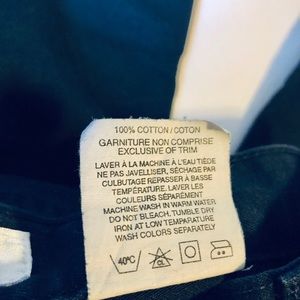 100% COTTON / COTON
GARNITURE NON COMPRISE
EXCLUSIVE OF TRIM
LAVER À LA MACHINE À L'EAU TIÈDE
NE PAS JAVELLISER, SÉCHAGE PAR
CULBUTAGE REPASSER À BASSE
TEMPÉRATURE. LAVER LES
COULEURS SÉPARÉMENT
MACHINE WASH IN WARM WATER
DO NOT BLEACH. TUMBLE DRY
IRON AT LOW TEMPARATURE
WASH COLORS SEPARATELY
40°C CL